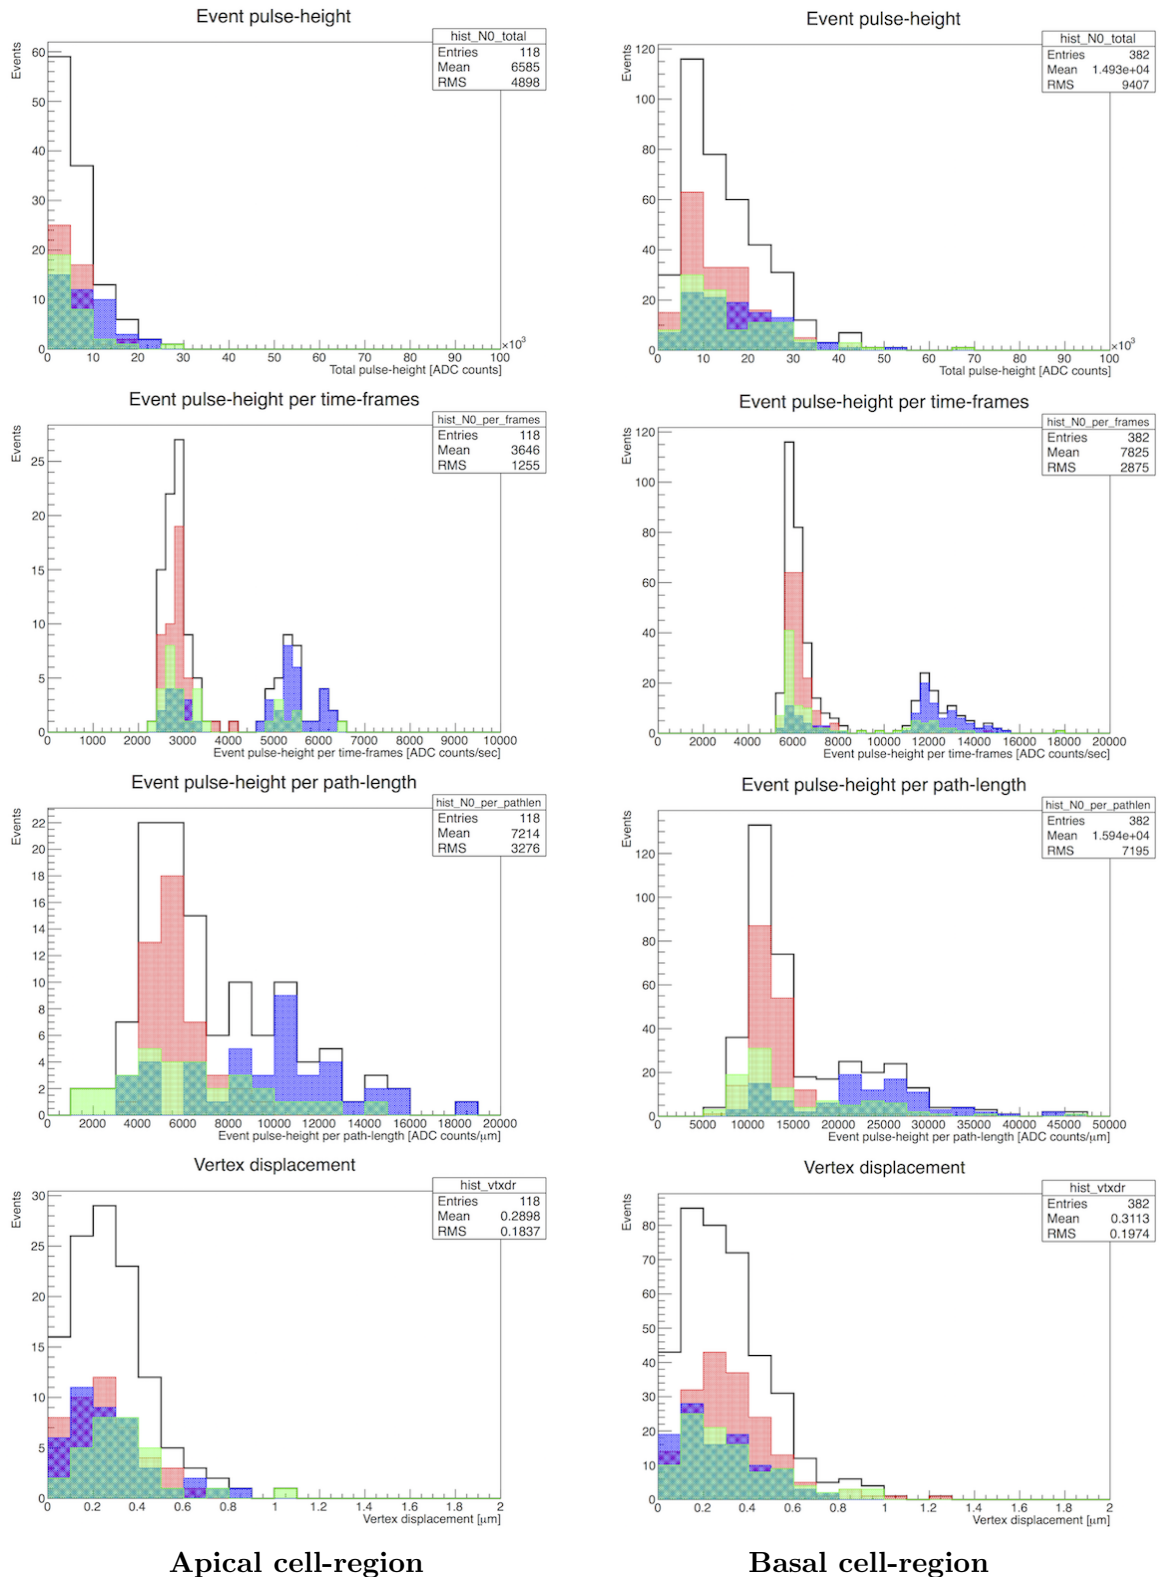 Event pulse-height
Events
hist_N0_total
Entries 118
Mean 6585
RMS 4898
60
50
40
30
20
10
0
0 10 20 30 40 50 60 70 80 90 100
×10³
Total pulse-height [ADC counts]
Event pulse-height
Events
hist_N0_total
Entries 382
Mean 1.493e+04
RMS 9407
120
100
80
60
40
20
0
0 10 20 30 40 50 60 70 80 90 100
×10³
Total pulse-height [ADC counts]
Event pulse-height per time-frames
Events
hist_N0_per_frames
Entries 118
Mean 3646
RMS 1255
25
20
15
10
5
0
0 1000 2000 3000 4000 5000 6000 7000 8000 9000 10000
Event pulse-height per time-frames [ADC counts/sec]
Event pulse-height per time-frames
Events
hist_N0_per_frames
Entries 382
Mean 7825
RMS 2875
120
100
80
60
40
20
0
0 2000 4000 6000 8000 10000 12000 14000 16000 18000 20000
Event pulse-height per time-frames [ADC counts/sec]
Event pulse-height per path-length
Events
hist_N0_per_pathlen
Entries 118
Mean 7214
RMS 3276
22
20
18
16
14
12
10
8
6
4
2
0
0 2000 4000 6000 8000 10000 12000 14000 16000 18000 20000
Event pulse-height per path-length [ADC counts/μm]
Event pulse-height per path-length
Events
hist_N0_per_pathlen
Entries 382
Mean 1.594e+04
RMS 7195
120
100
80
60
40
20
0
0 5000 10000 15000 20000 25000 30000 35000 40000 45000 50000
Event pulse-height per path-length [ADC counts/μm]
Vertex displacement
Events
hist_vtxdr
Entries 118
Mean 0.2898
RMS 0.1837
30
25
20
15
10
5
0
0 0.2 0.4 0.6 0.8 1 1.2 1.4 1.6 1.8 2
Vertex displacement [μm]
Vertex displacement
Events
hist_vtxdr
Entries 382
Mean 0.3113
RMS 0.1974
80
70
60
50
40
30
20
10
0
0 0.2 0.4 0.6 0.8 1 1.2 1.4 1.6 1.8 2
Vertex displacement [μm]
Apical cell-region
Basal cell-region